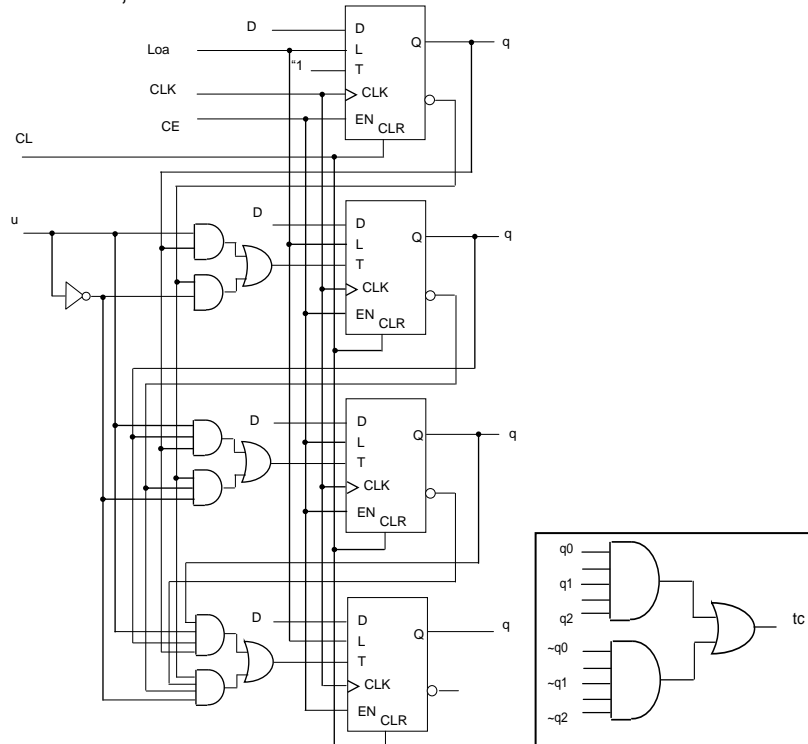 D
D
Q
q
Loa
L
"1
T
CLK
CLK
CE
EN
CLR
CL
u
D
D
Q
q
L
T
CLK
EN
CLR
D
D
Q
q
L
T
CLK
EN
CLR
D
D
Q
q
L
T
CLK
EN
CLR
q0
q1
q2
tc
~q0
~q1
~q2